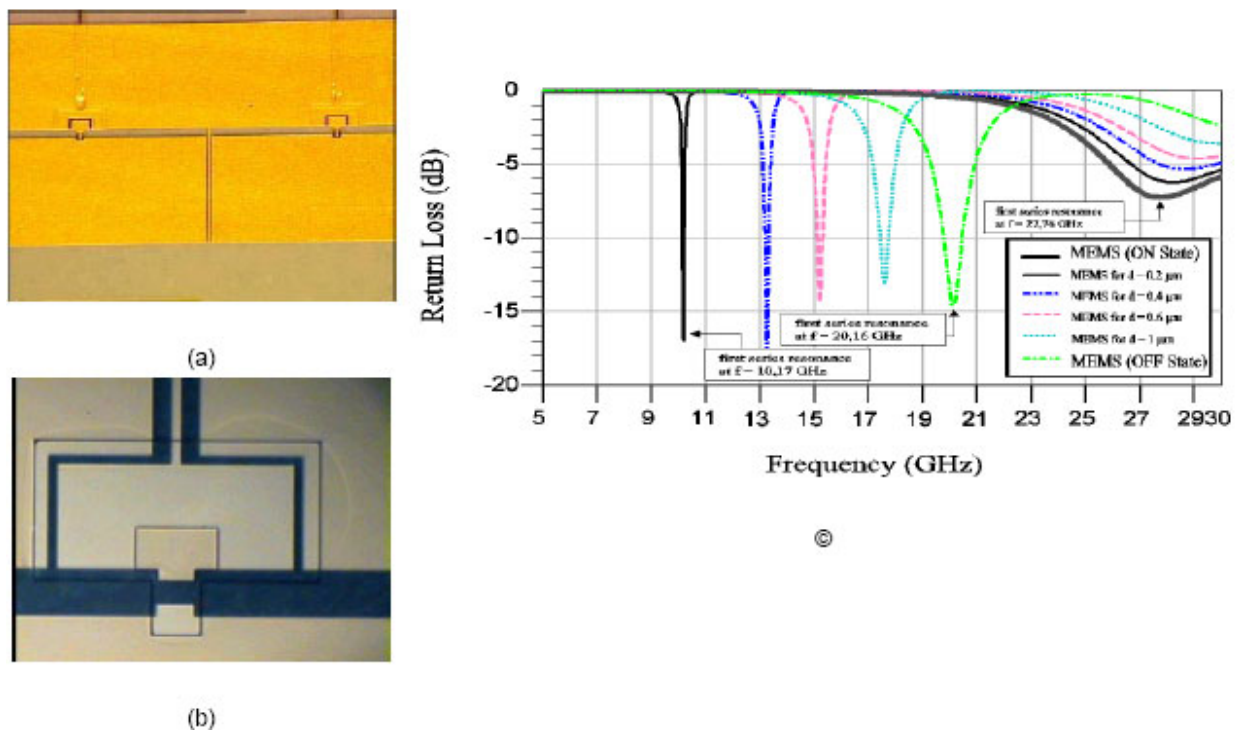 (a)
(b)
Return Loss (dB)
0
-5
-10
-15
-20
5 7 9 11 13 15 17 19 21 23 25 27 2930
Frequency (GHz)
first series resonance
at f = 10,17 GHz
first series resonance
at f = 20,16 GHz
first series resonance
at f = GHz
MEMS (ON State)
MEMS for d = 0.2 μm
MEMS for d = 0.4 μm
MEMS for d = 0.6 μm
MEMS for d = 1 μm
MEMS (OFF State)
©